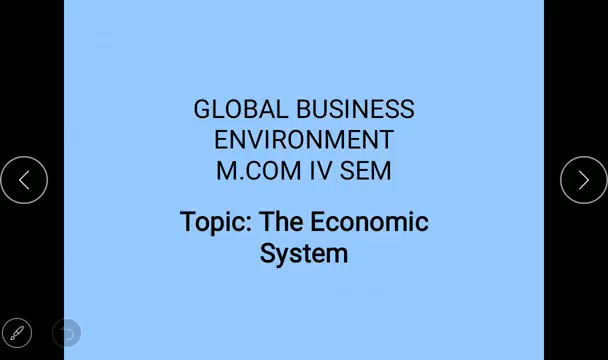 GLOBAL BUSINESS
ENVIRONMENT
M.COM IV SEM
Topic: The Economic
System